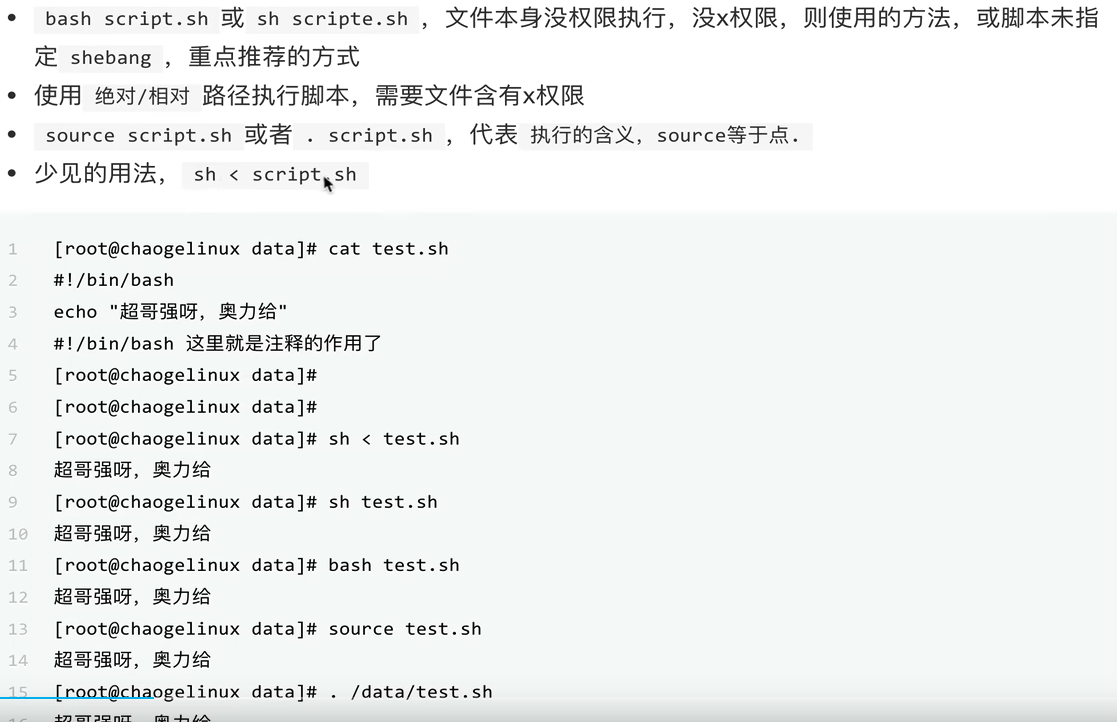 bash script.sh 或 sh scripte.sh ，文件本身没权限执行，没x权限，则使用的方法，或脚本未指
定 shebang ，重点推荐的方式
使用 绝对/相对 路径执行脚本，需要文件含有x权限
source script.sh 或者 . script.sh ，代表 执行的含义，source等于点.
少见的用法， sh < script.sh
1 [root@chaogelinux data]# cat test.sh
2 #!/bin/bash
3 echo "超哥强呀，奥力给"
4 #!/bin/bash 这里就是注释的作用了
5 [root@chaogelinux data]#
6 [root@chaogelinux data]#
7 [root@chaogelinux data]# sh < test.sh
8 超哥强呀，奥力给
9 [root@chaogelinux data]# sh test.sh
10 超哥强呀，奥力给
11 [root@chaogelinux data]# bash test.sh
12 超哥强呀，奥力给
13 [root@chaogelinux data]# source test.sh
14 超哥强呀，奥力给
15 [root@chaogelinux data]# . /data/test.sh
16 超哥强呀，奥力给